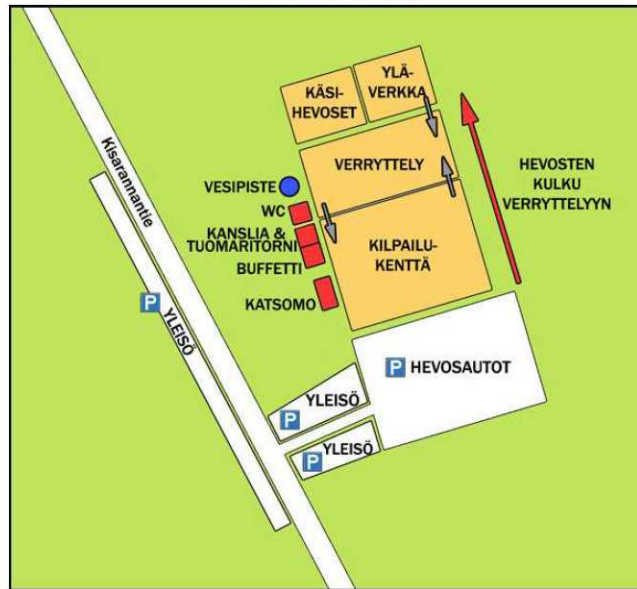 YLÄ-
VERKKA
KÄSI-
HEVOSET
VERRYTTELY
HEVOSTEN
KULKU
VERRYTTELYYN
Kisarannantie
VESIPISTE
WC
KANSLIA &
TUOMARITORNI
BUFFETTI
KILPAILU-
KENTTÄ
KATSOMO
P YLEISÖ
P HEVOSAUTOT
P YLEISÖ
P YLEISÖ